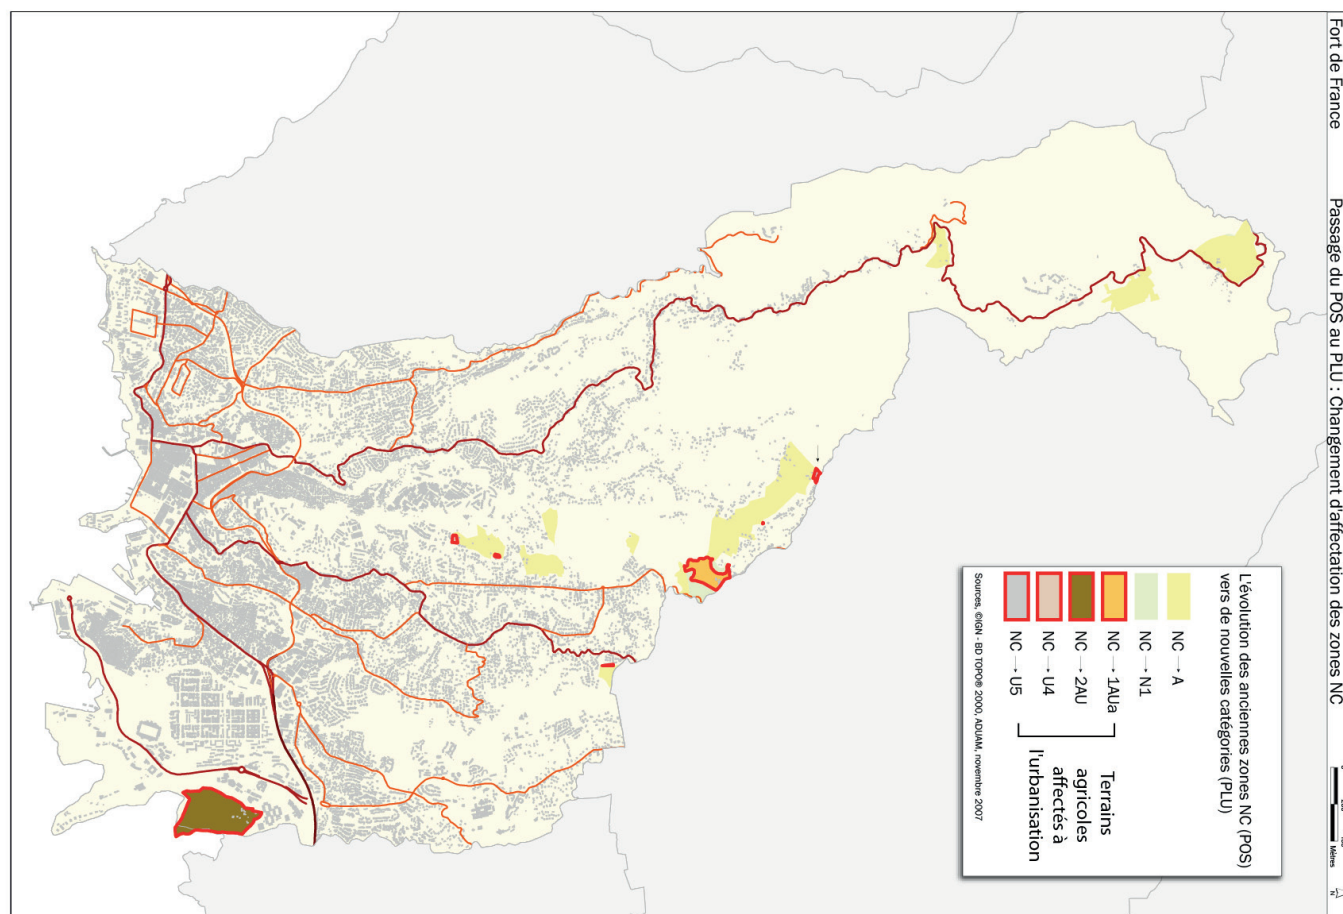 Fort de France
Passage du POS au PLU : Changement d'affectation des zones NC
Mètres
N
L'évolution des anciennes zones NC (POS)
vers de nouvelles catégories (PLU)
NC → A
NC → N1
NC → 1AUa
NC → 2AU
NC → U4
NC → U5
Terrains
agricoles
affectés à
l'urbanisation
Sources, ©IGN - BD TOPO® 2000, ADUAM, novembre 2007